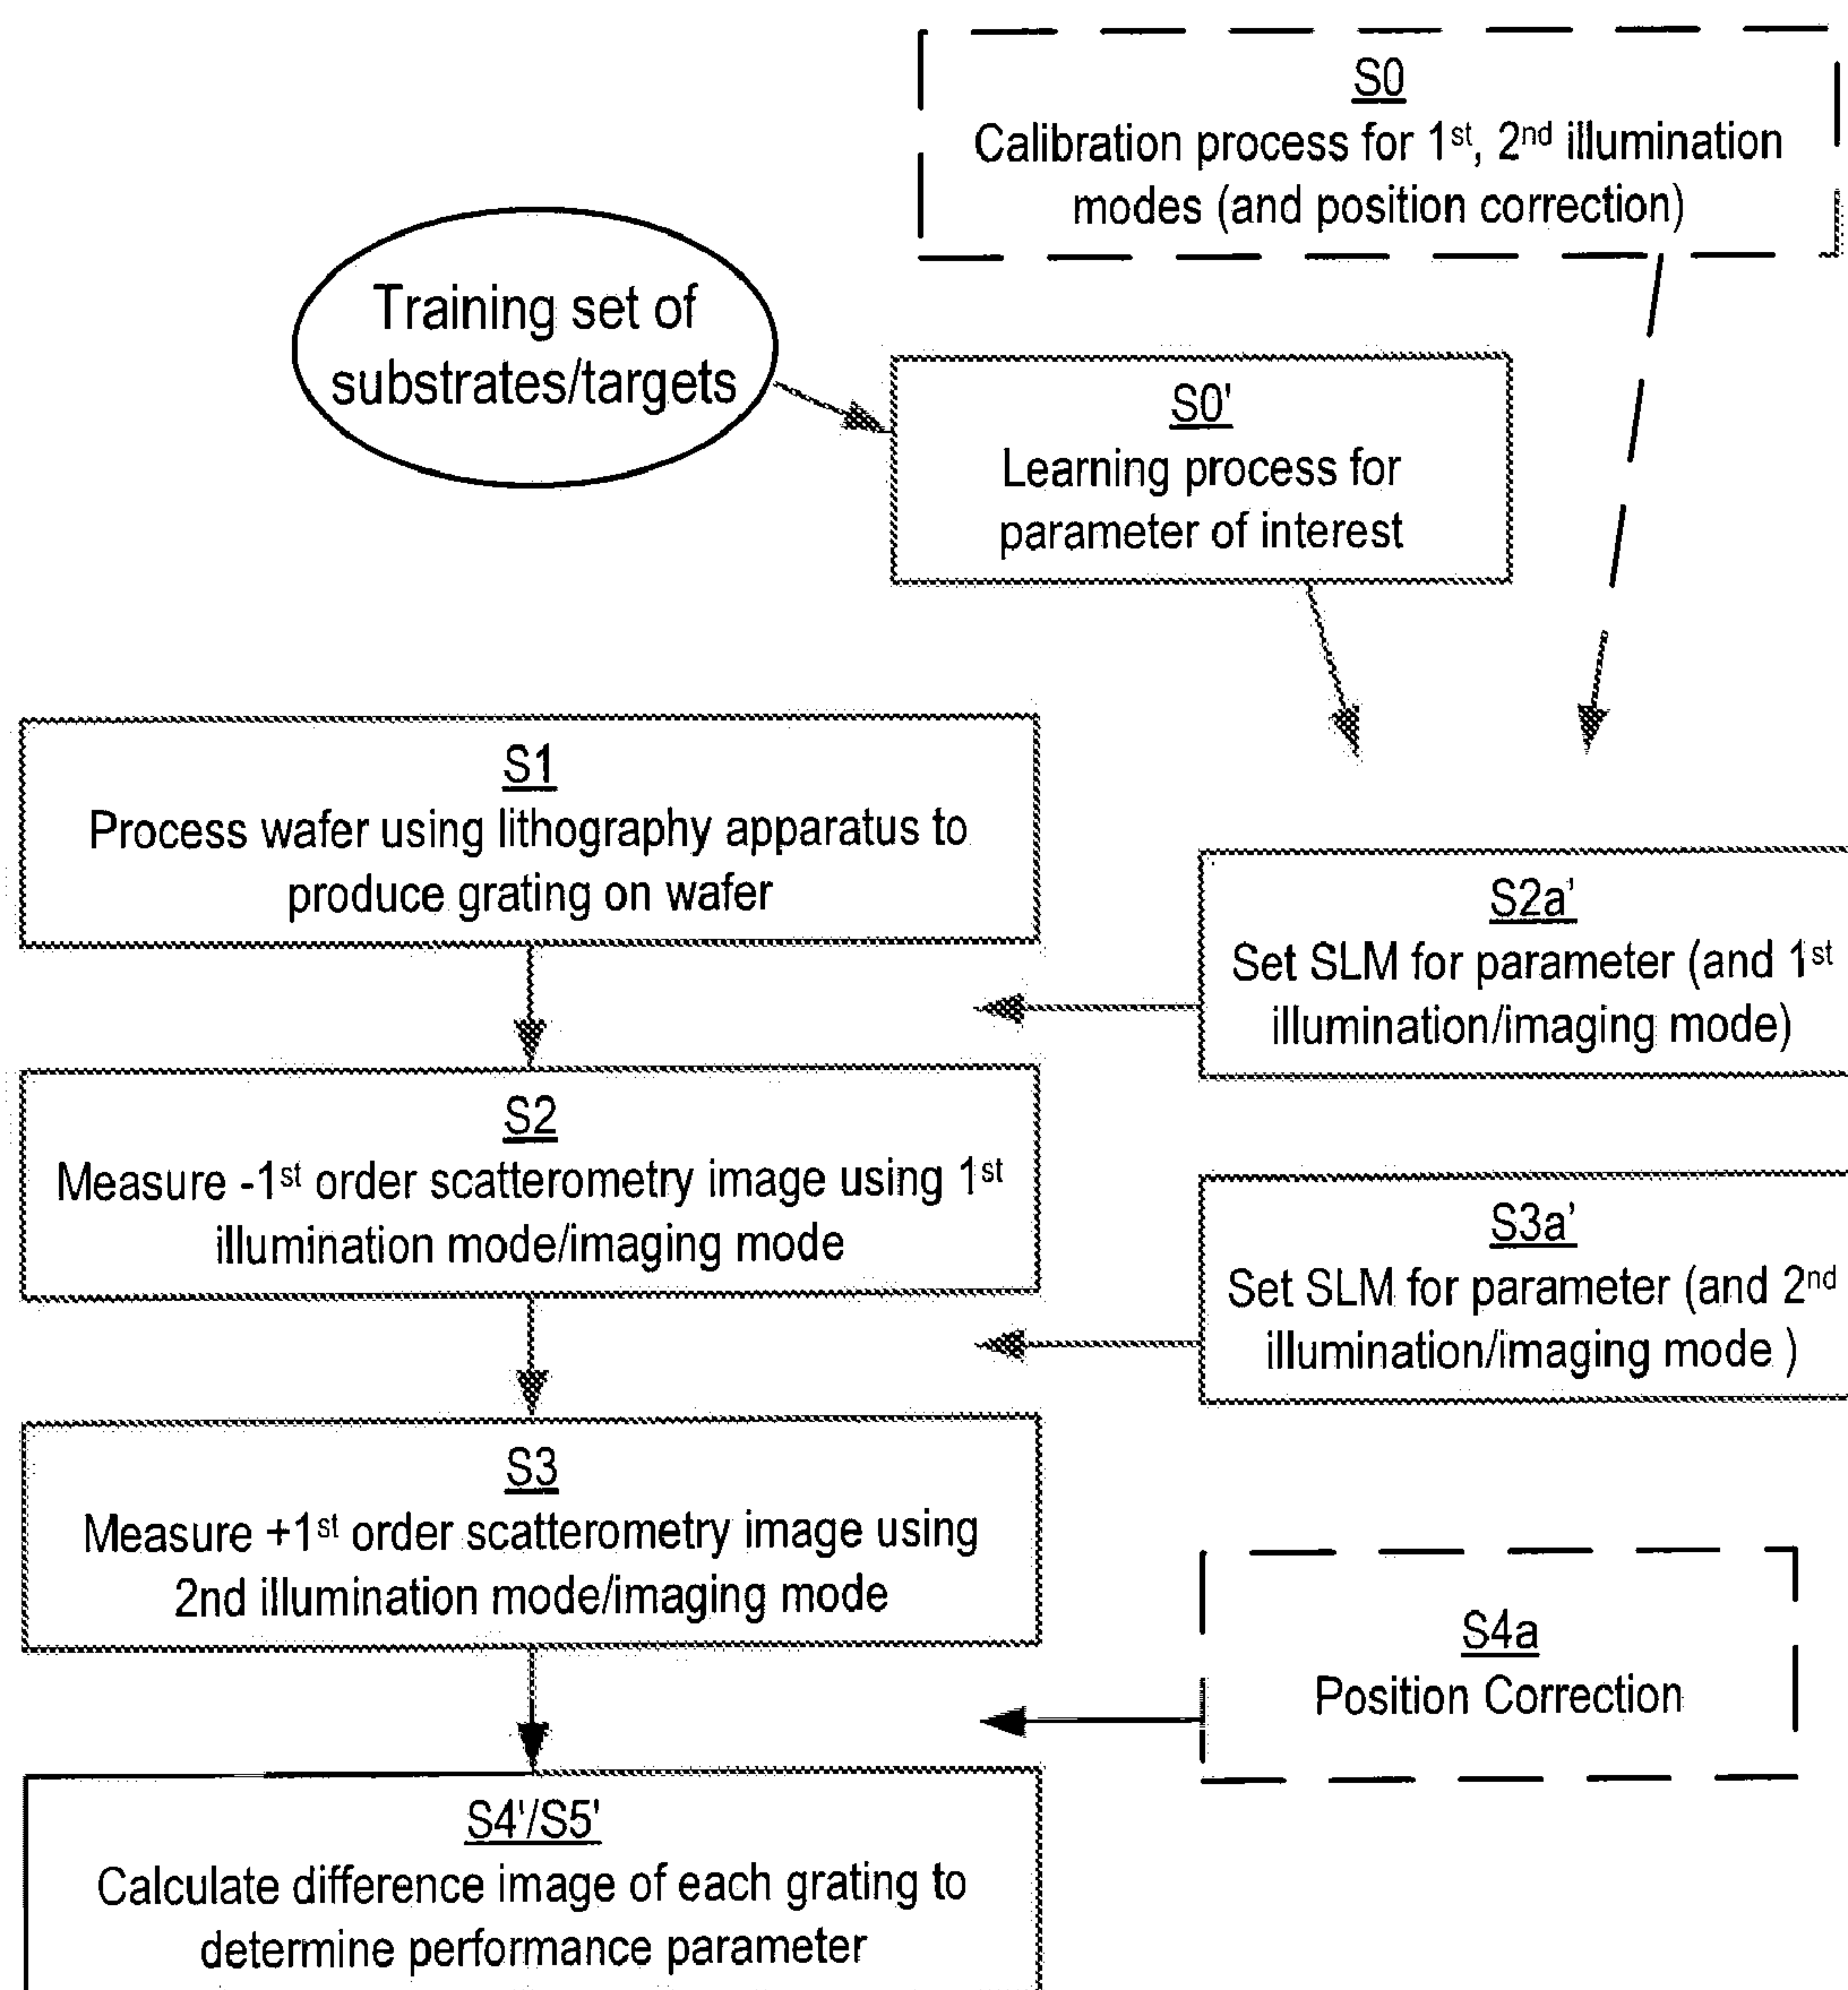 S0
Calibration process for 1st, 2nd illumination
modes (and position correction)
Training set of
substrates/targets
S0'
Learning process for
parameter of interest
S1
Process wafer using lithography apparatus to
produce grating on wafer
S2a'
Set SLM for parameter (and 1st
illumination/imaging mode)
S2
Measure -1st order scatterometry image using 1st
illumination mode/imaging mode
S3a'
Set SLM for parameter (and 2nd
illumination/imaging mode )
S3
Measure +1st order scatterometry image using
2nd illumination mode/imaging mode
S4a
Position Correction
S4'/S5'
Calculate difference image of each grating to
determine performance parameter